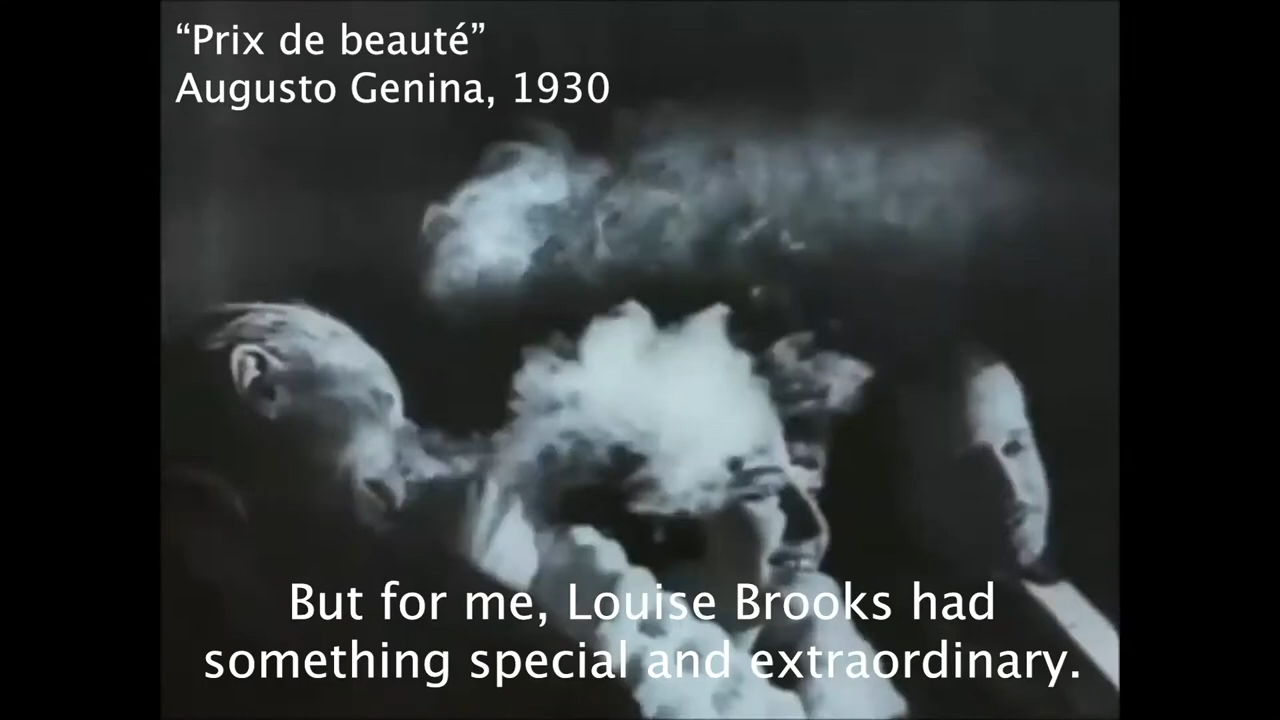 “Prix de beauté”
Augusto Genina, 1930
But for me, Louise Brooks had
something special and extraordinary.